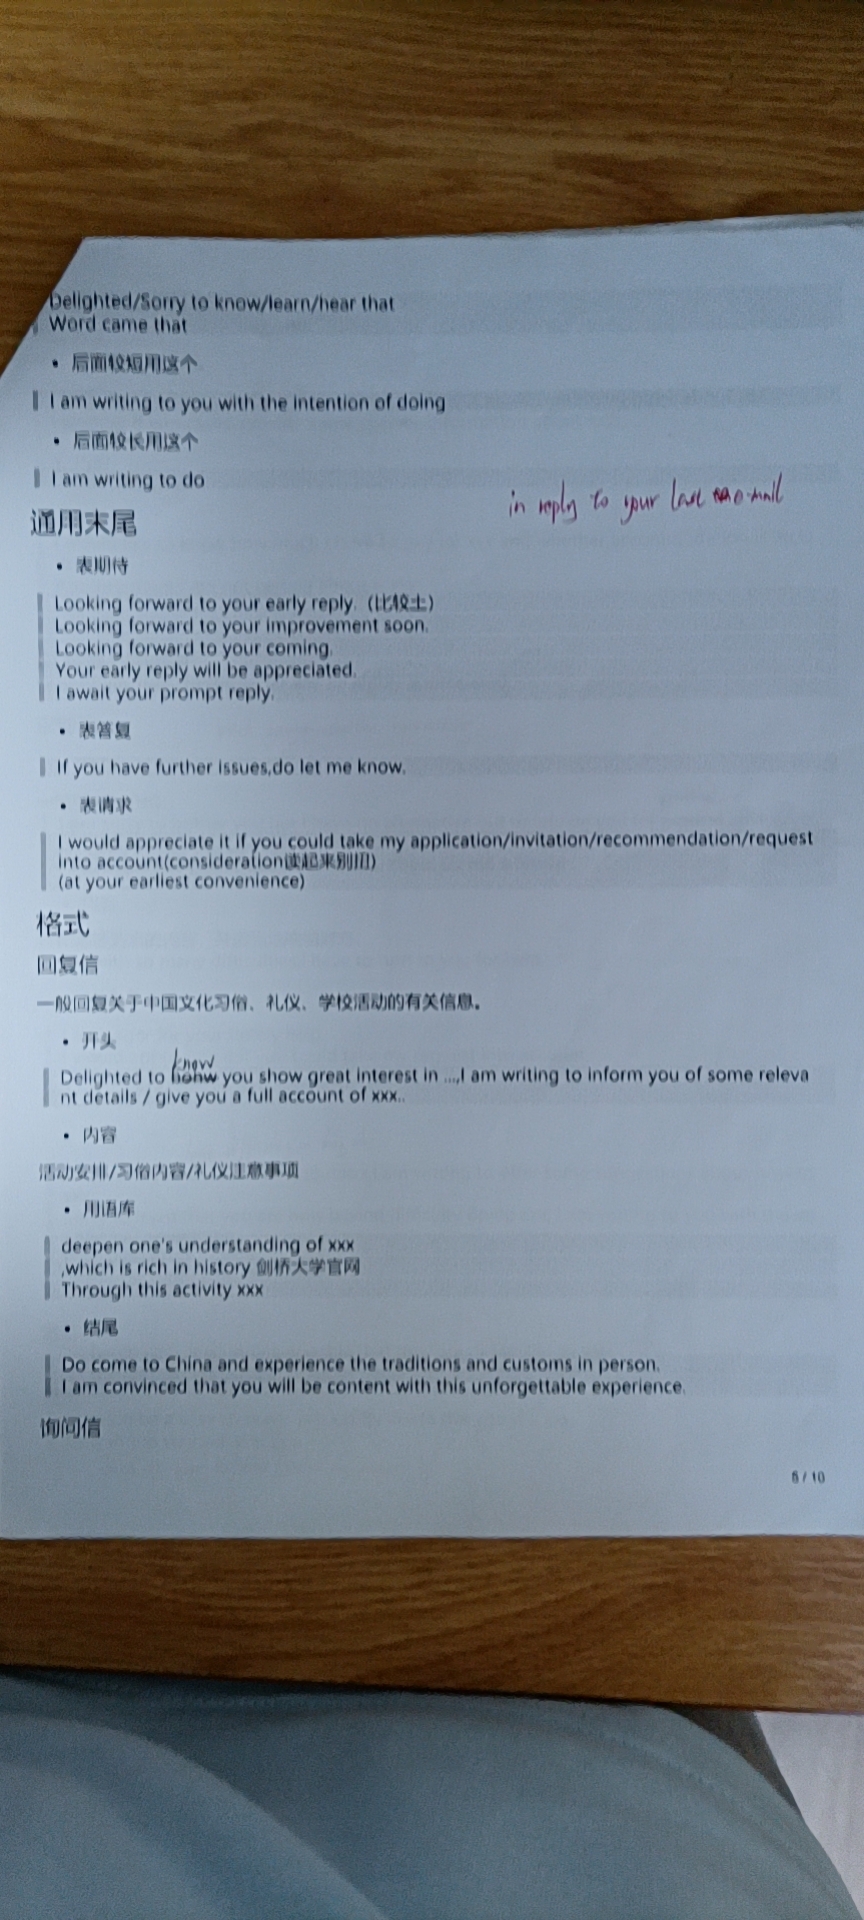 Delighted/Sorry to know/learn/hear that
Word came that
• 后面较短用这个
I am writing to you with the intention of doing
• 后面较长用这个
I am writing to do
in reply to your last e-mail
通用末尾
• 表期待
Looking forward to your early reply.（比较土）
Looking forward to your improvement soon.
Looking forward to your coming.
Your early reply will be appreciated.
I await your prompt reply.
• 表答复
If you have further issues,do let me know.
• 表请求
I would appreciate it if you could take my application/invitation/recommendation/request
into account(consideration读起来别扭)
(at your earliest convenience)
格式
回复信
一般回复关于中国文化习俗、礼仪、学校活动的有关信息。
• 开头
know
Delighted to you show great interest in ...,I am writing to inform you of some releva
nt details / give you a full account of xxx..
• 内容
活动安排/习俗内容/礼仪注意事项
• 用语库
deepen one's understanding of xxx
,which is rich in history 剑桥大学官网
Through this activity xxx
• 结尾
Do come to China and experience the traditions and customs in person.
I am convinced that you will be content with this unforgettable experience.
询问信
/ 10